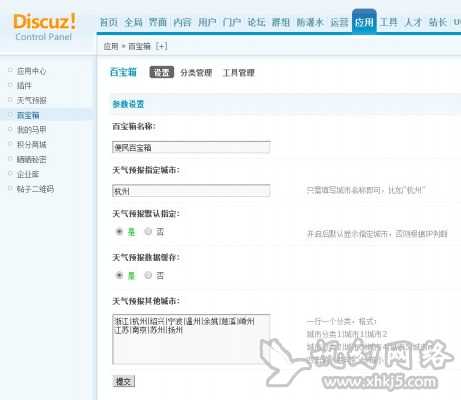 Discuz!
Control Panel
首页 全局 界面 内容 用户 门户 论坛 群组 防灌水 运营 应用 工具 人才 站长
应用 » 百宝箱 [+]
应用中心
插件
天气预报
百宝箱
我的马甲
积分商城
晒晒秘密
企业库
帖子二维码
百宝箱 设置 分类管理 工具管理
参数设置
百宝箱名称:
便民百宝箱
天气预报指定城市:
杭州 只需填写城市名称即可，比如"杭州"
天气预报默认指定:
是 否 开启后默认显示指定城市，否则根据IP判断
天气预报数据缓存:
是 否
天气预报其他城市:
浙江|杭州|绍兴|宁波|温州|余姚|慈溪|嵊州
江苏|南京|苏州|扬州
一行一个分类，格式:
城市分类1|城市1|城市2
提交
www.xhkj5.com